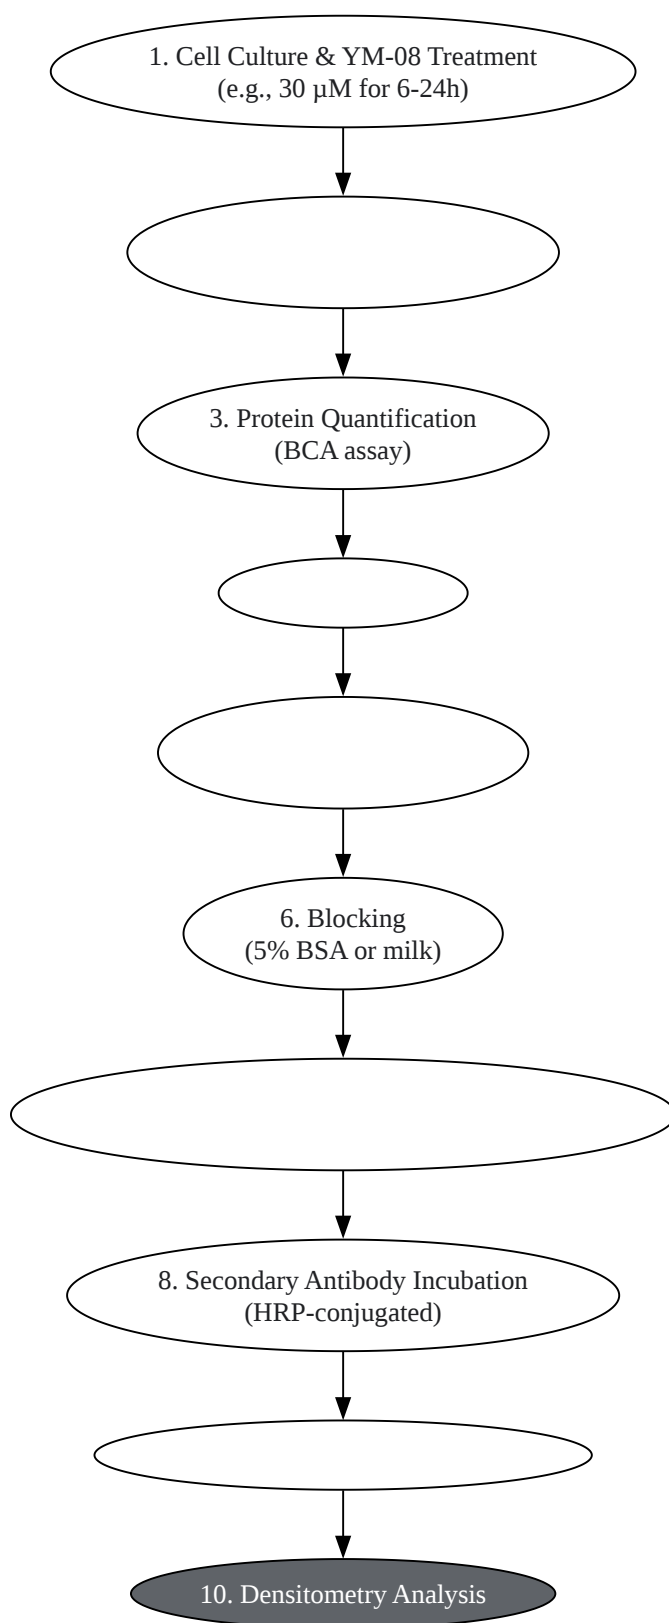 1. Cell Culture & YM-08 Treatment
(e.g., 30 µM for 6-24h)
3. Protein Quantification
(BCA assay)
6. Blocking
(5% BSA or milk)
8. Secondary Antibody Incubation
(HRP-conjugated)
10. Densitometry Analysis